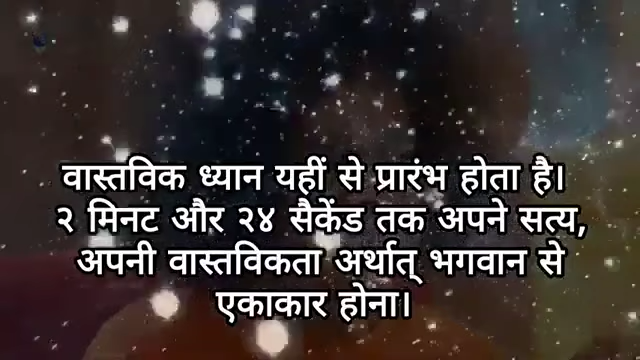 वास्तविक ध्यान यहीं से प्रारंभ होता है।
२ मिनट और २४ सैकेंड तक अपने सत्य,
अपनी वास्तविकता अर्थात् भगवान से
एकाकार होना।